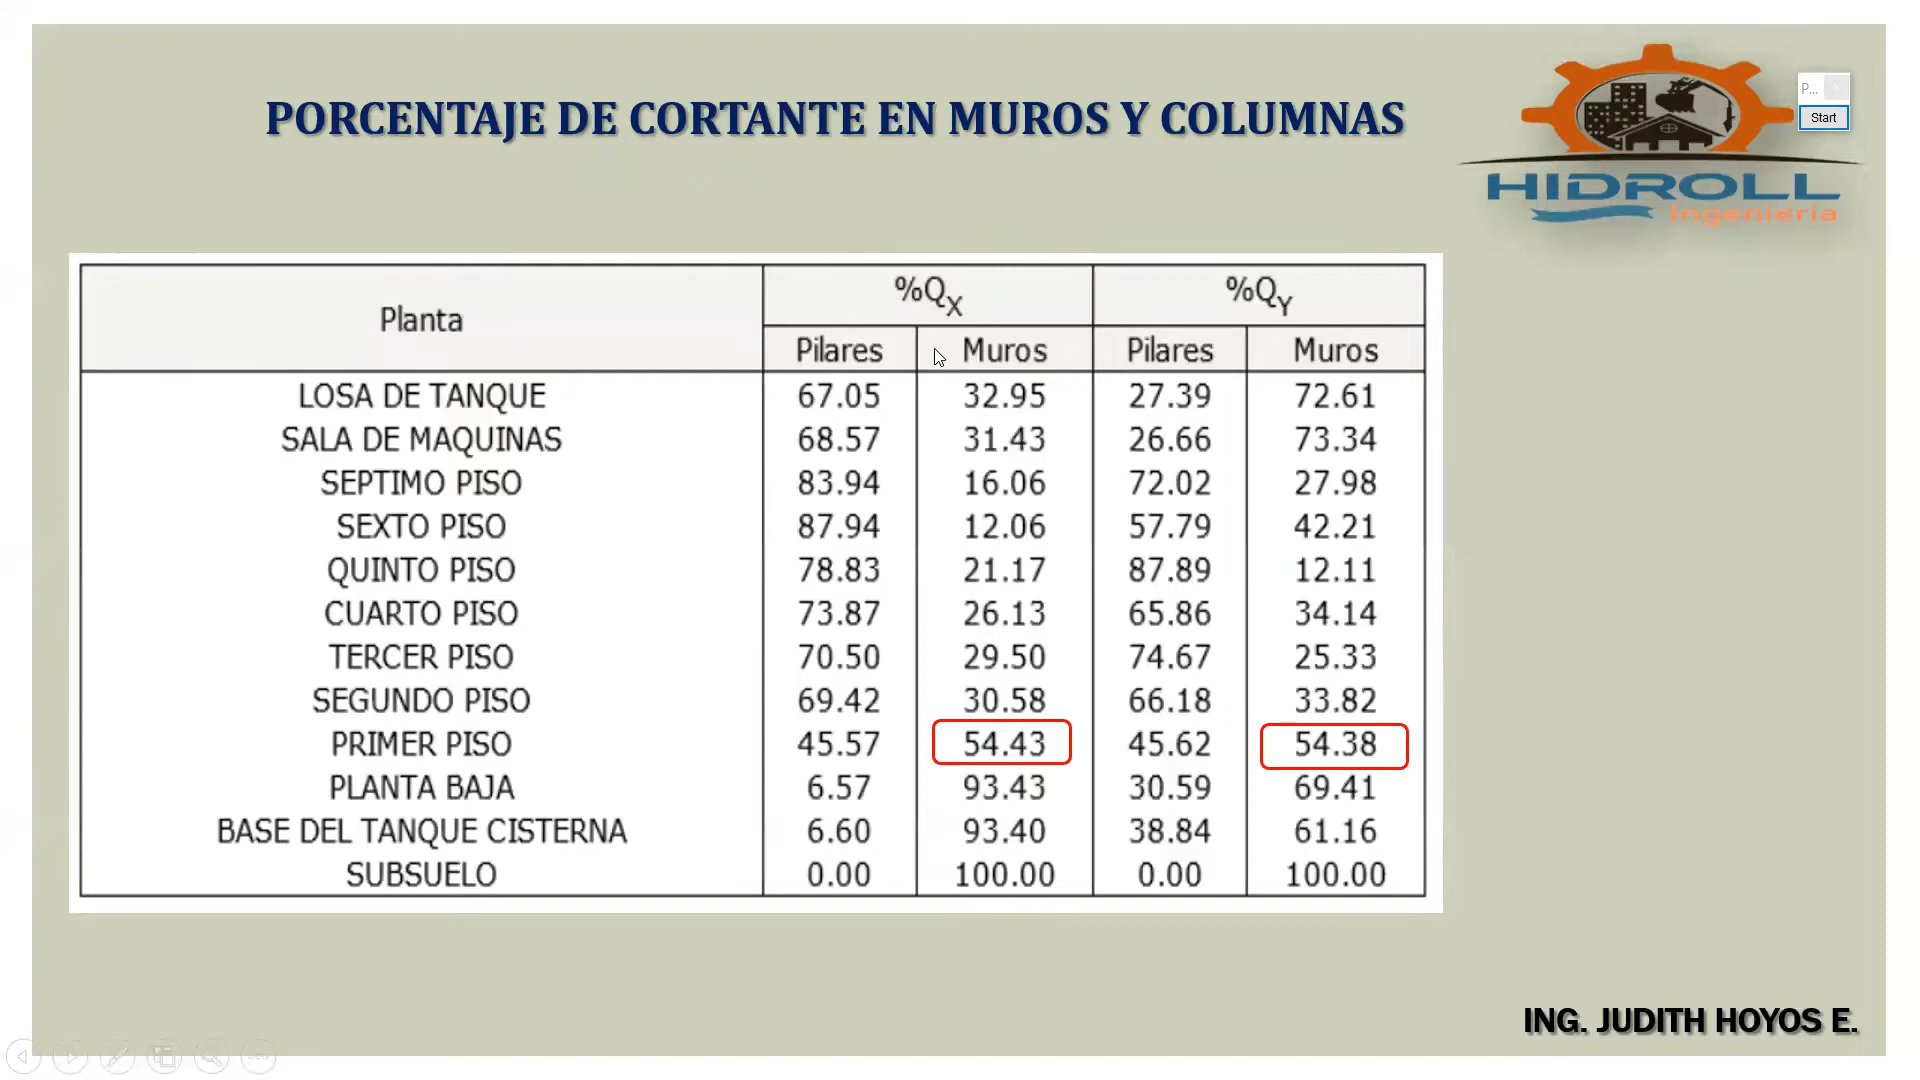 PORCENTAJE DE CORTANTE EN MUROS Y COLUMNAS
P...
Start
HIDROLL
Ingeniería
Planta %QX %QY
Pilares Muros Pilares Muros
LOSA DE TANQUE 67.05 32.95 27.39 72.61
SALA DE MAQUINAS 68.57 31.43 26.66 73.34
SEPTIMO PISO 83.94 16.06 72.02 27.98
SEXTO PISO 87.94 12.06 57.79 42.21
QUINTO PISO 78.83 21.17 87.89 12.11
CUARTO PISO 73.87 26.13 65.86 34.14
TERCER PISO 70.50 29.50 74.67 25.33
SEGUNDO PISO 69.42 30.58 66.18 33.82
PRIMER PISO 45.57 54.43 45.62 54.38
PLANTA BAJA 6.57 93.43 30.59 69.41
BASE DEL TANQUE CISTERNA 6.60 93.40 38.84 61.16
SUBSUELO 0.00 100.00 0.00 100.00
ING. JUDITH HOYOS E.